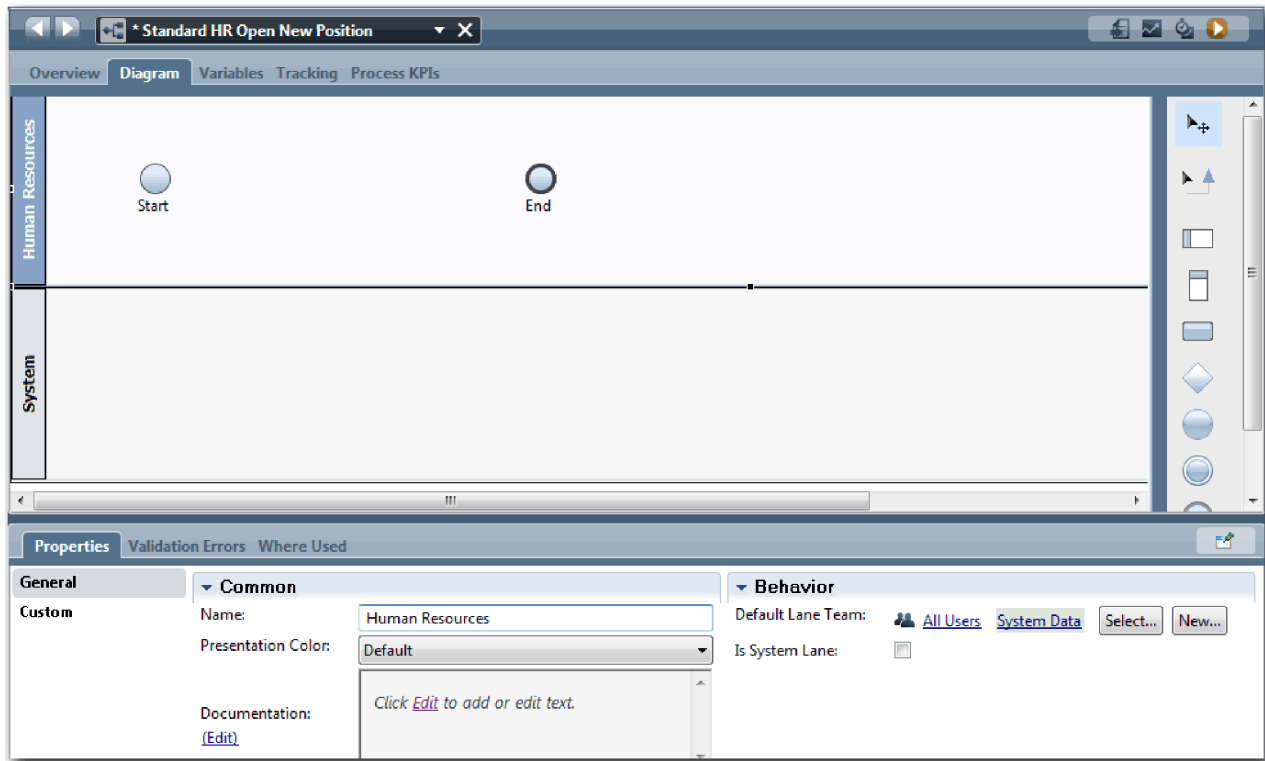 * Standard HR Open New Position
Overview Diagram Variables Tracking Process KPIs
Human Resources
Start
End
System
Properties Validation Errors Where Used
General
Custom
Common
Name:
Human Resources
Presentation Color:
Default
Documentation:
(Edit)
Click Edit to add or edit text.
Behavior
Default Lane Team:
All Users System Data Select... New...
Is System Lane: